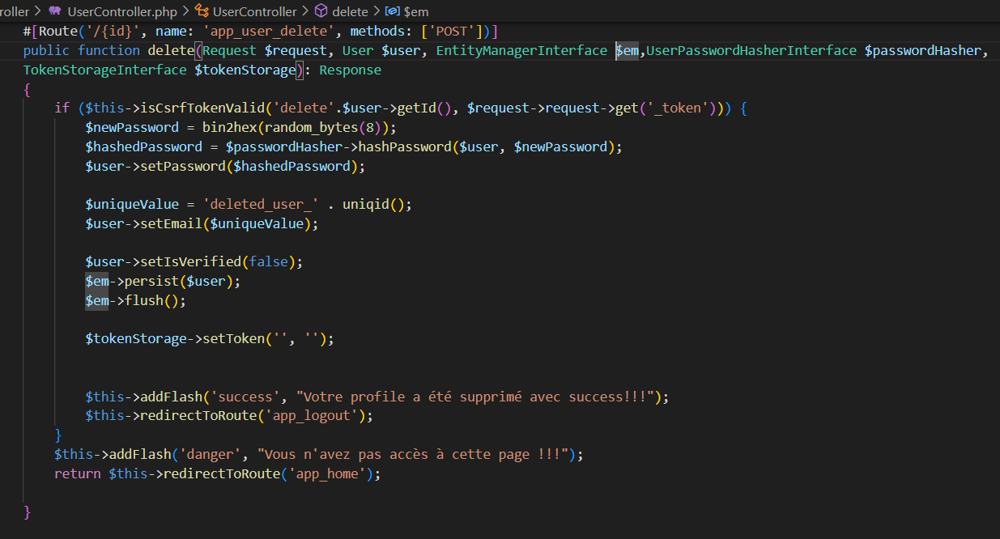 roller > UserController.php > UserController > delete > $em
#[Route('/{id}', name: 'app_user_delete', methods: ['POST'])]
public function delete(Request $request, User $user, EntityManagerInterface $em,UserPasswordHasherInterface $passwordHasher,
TokenStorageInterface $tokenStorage): Response
{
if ($this->isCsrfTokenValid('delete'.$user->getId(), $request->request->get('_token'))) {
$newPassword = bin2hex(random_bytes(8));
$hashedPassword = $passwordHasher->hashPassword($user, $newPassword);
$user->setPassword($hashedPassword);
$uniqueValue = 'deleted_user_' . uniqid();
$user->setEmail($uniqueValue);
$user->setIsVerified(false);
$em->persist($user);
$em->flush();
$tokenStorage->setToken('', '');
$this->addFlash('success', "Votre profile a été supprimé avec success!!!");
$this->redirectToRoute('app_logout');
}
$this->addFlash('danger', "Vous n'avez pas accès à cette page !!!");
return $this->redirectToRoute('app_home');
}